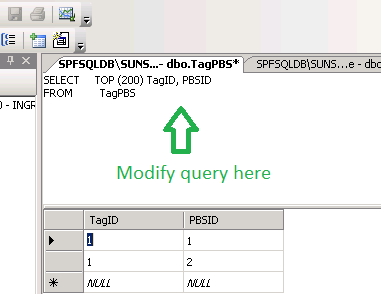 SPFSQLDB\SUNS...- dbo.TagPBS*
SPFSQLDB\SUNS...e - dbo
SELECT TOP (200) TagID, PBSID
FROM TagPBS
0 - INGR
Modify query here
TagID PBSID
1 1
1 2
NULL NULL